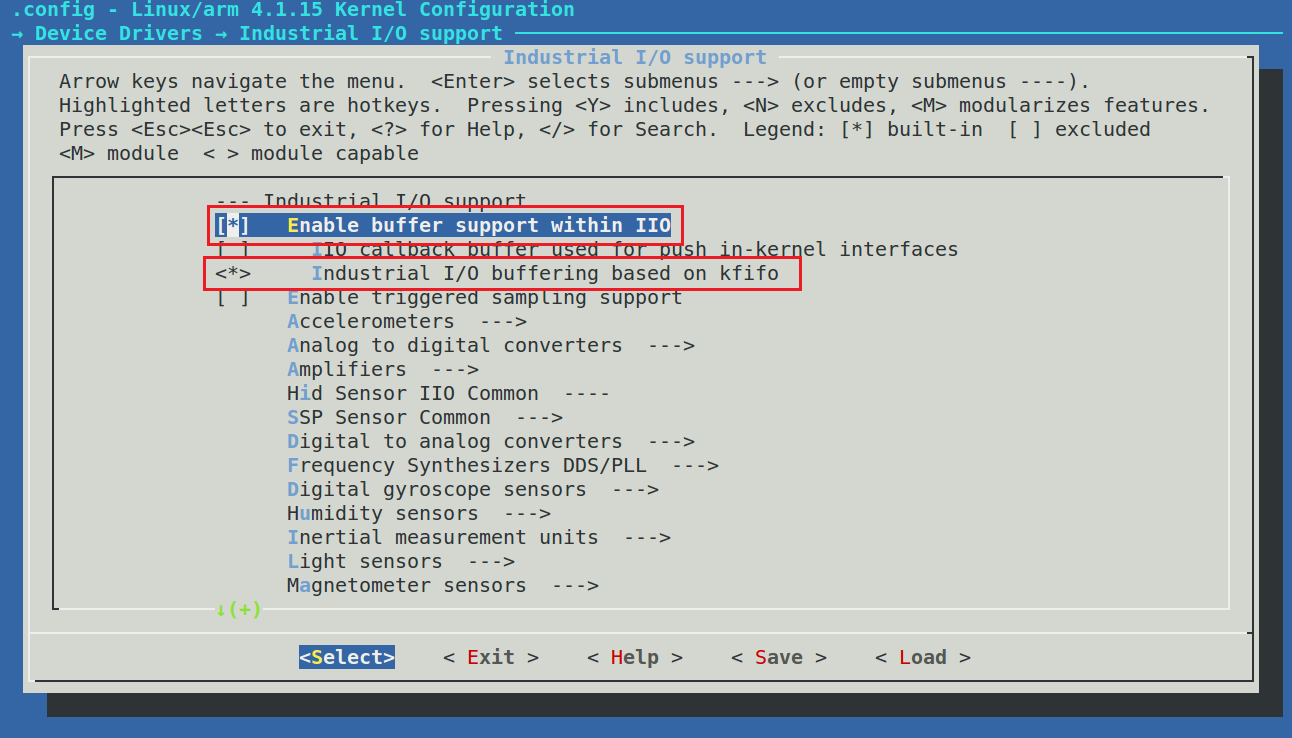 .config - Linux/arm 4.1.15 Kernel Configuration
→ Device Drivers → Industrial I/O support
Industrial I/O support
Arrow keys navigate the menu.  <Enter> selects submenus ---> (or empty submenus ----).
Highlighted letters are hotkeys.  Pressing <Y> includes, <N> excludes, <M> modularizes features.
Press <Esc><Esc> to exit, <?> for Help, </> for Search.  Legend: [*] built-in  [ ] excluded
<M> module  < > module capable
--- Industrial I/O support
[*]   Enable buffer support within IIO
[ ]     IIO callback buffer used for push in-kernel interfaces
<*>     Industrial I/O buffering based on kfifo
[ ]   Enable triggered sampling support
Accelerometers  --->
Analog to digital converters  --->
Amplifiers  --->
Hid Sensor IIO Common  ----
SSP Sensor Common  --->
Digital to analog converters  --->
Frequency Synthesizers DDS/PLL  --->
Digital gyroscope sensors  --->
Humidity sensors  --->
Inertial measurement units  --->
Light sensors  --->
Magnetometer sensors  --->
↓(+)
<Select>    < Exit >    < Help >    < Save >    < Load >